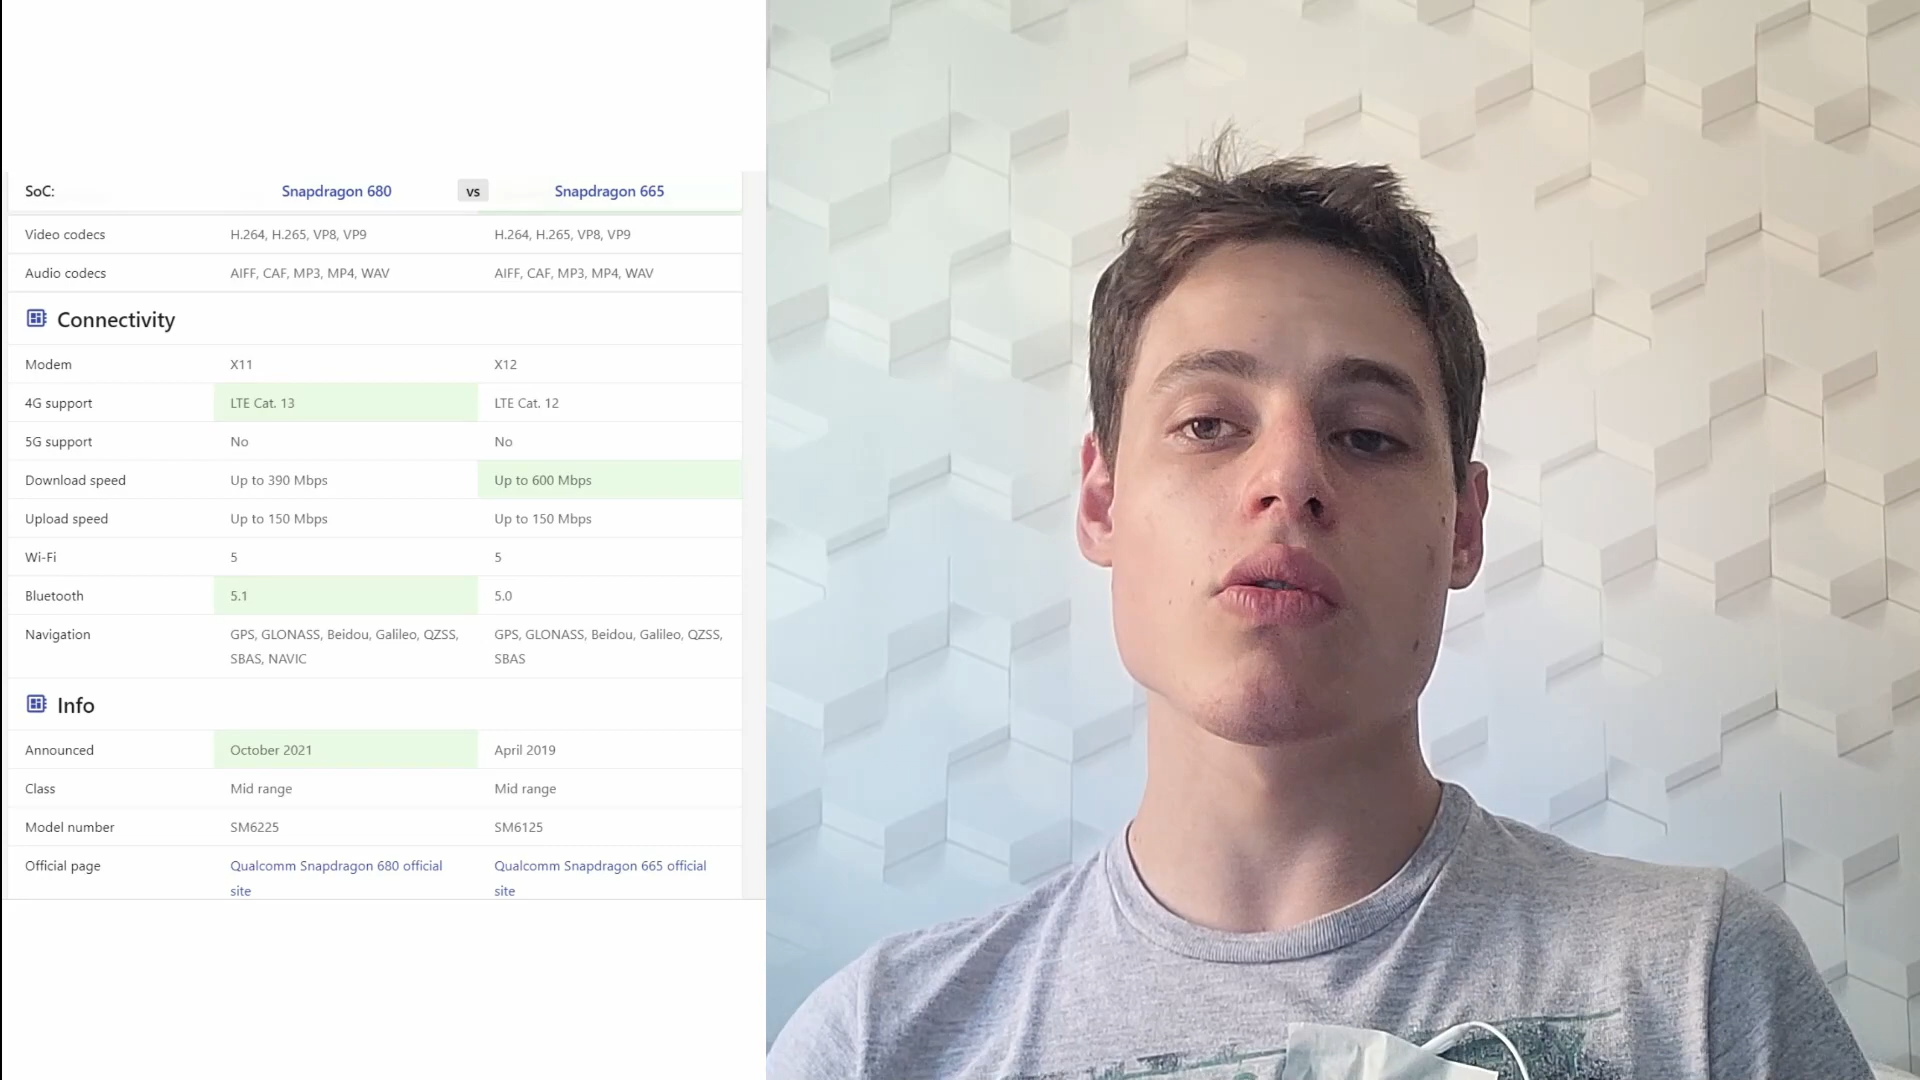 SoC: Snapdragon 680 vs Snapdragon 665
Video codecs H.264, H.265, VP8, VP9 H.264, H.265, VP8, VP9
Audio codecs AIFF, CAF, MP3, MP4, WAV AIFF, CAF, MP3, MP4, WAV
Connectivity
Modem X11 X12
4G support LTE Cat. 13 LTE Cat. 12
5G support No No
Download speed Up to 390 Mbps Up to 600 Mbps
Upload speed Up to 150 Mbps Up to 150 Mbps
Wi-Fi 5 5
Bluetooth 5.1 5.0
Navigation GPS, GLONASS, Beidou, Galileo, QZSS, GPS, GLONASS, Beidou, Galileo, QZSS,
SBAS, NAVIC SBAS
Info
Announced October 2021 April 2019
Class Mid range Mid range
Model number SM6225 SM6125
Official page Qualcomm Snapdragon 680 official Qualcomm Snapdragon 665 official
site site